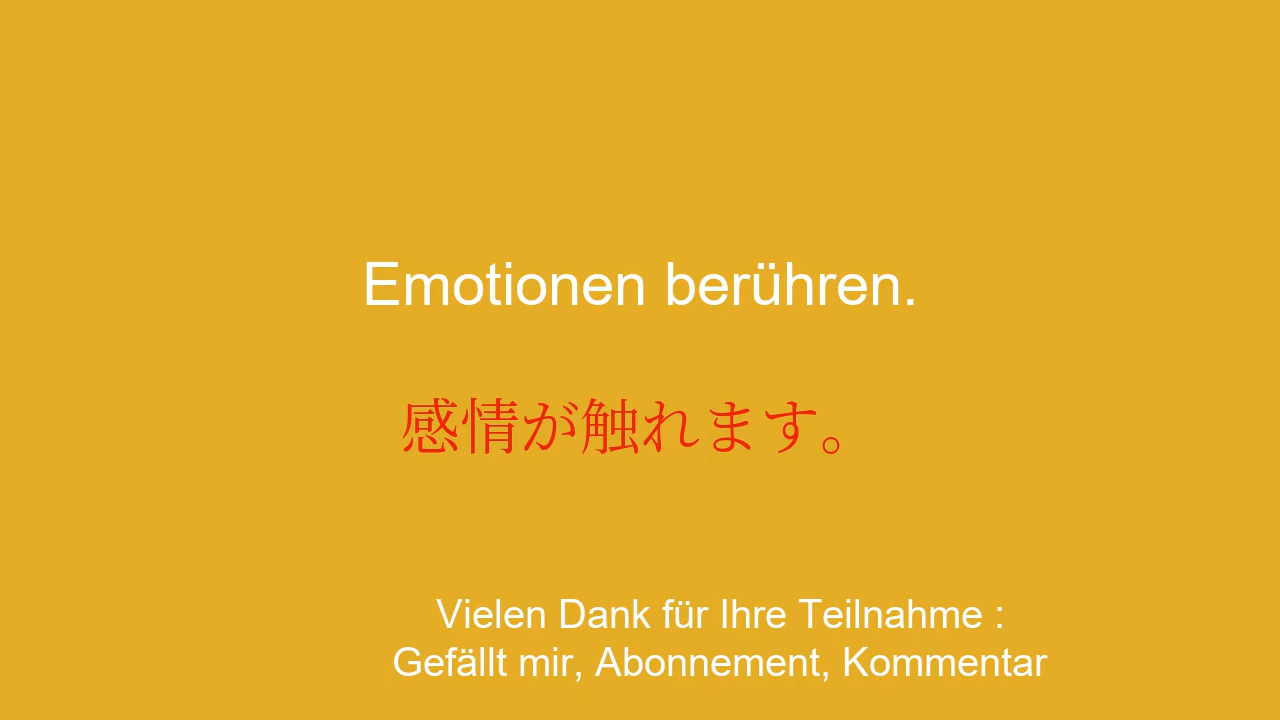 Emotionen berühren.
感情が触れます。
Vielen Dank für Ihre Teilnahme :
Gefällt mir, Abonnement, Kommentar